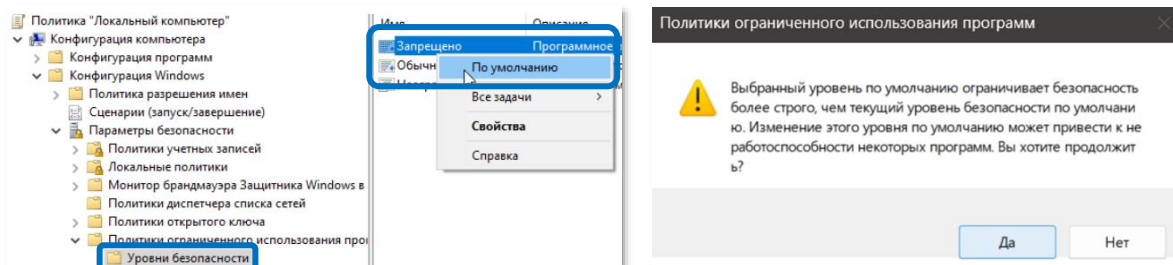 Политика "Локальный компьютер"
Конфигурация компьютера
Конфигурация программ
Конфигурация Windows
Политика разрешения имен
Сценарии (запуск/завершение)
Параметры безопасности
Политики учетных записей
Локальные политики
Монитор брандмауэра Защитника Windows в
Политики диспетчера списка сетей
Политики открытого ключа
Политики ограниченного использования про
Уровни безопасности
Имя Описание
Запрещено Программное
Обычн
По умолчанию
Все задачи
Свойства
Справка
Политики ограниченного использования программ
Выбранный уровень по умолчанию ограничивает безопасность
более строго, чем текущий уровень безопасности по умолчани
ю. Изменение этого уровня по умолчанию может привести к не
работоспособности некоторых программ. Вы хотите продолжит
ь?
Да Нет